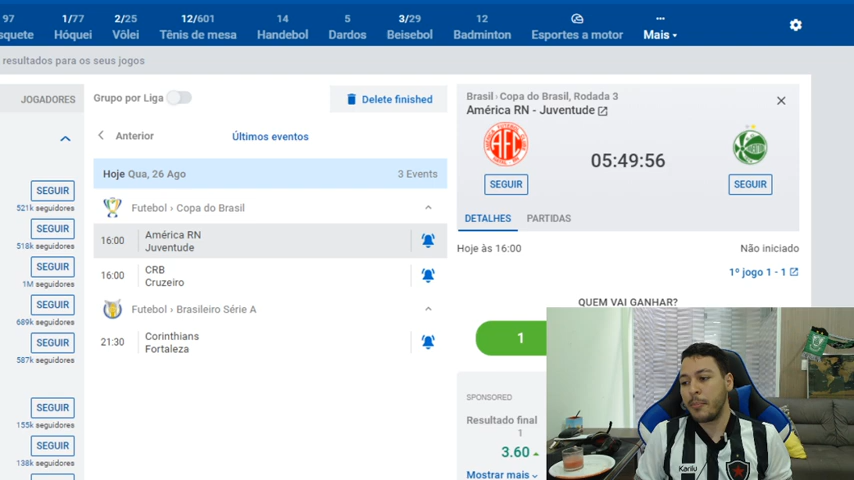 97 1/77 2/25 12/601 14 5 3/29 12
squete Hóquei Vôlei Tênis de mesa Handebol Dardos Beisebol Badminton Esportes a motor Mais
resultados para os seus jogos
JOGADORES
SEGUIR
521k seguidores
SEGUIR
518k seguidores
SEGUIR
1M seguidores
SEGUIR
689k seguidores
SEGUIR
587k seguidores
SEGUIR
155k seguidores
SEGUIR
138k seguidores
Grupo por Liga
Delete finished
Anterior
Últimos eventos
Hoje Qua, 26 Ago 3 Events
Futebol › Copa do Brasil
16:00 América RN
Juventude
16:00 CRB
Cruzeiro
Futebol › Brasileiro Série A
21:30 Corinthians
Fortaleza
Brasil › Copa do Brasil, Rodada 3
América RN - Juventude
AFC
05:49:56
SEGUIR SEGUIR
DETALHES PARTIDAS
Hoje às 16:00 Não iniciado
1º jogo 1 - 1
QUEM VAI GANHAR?
1
SPONSORED
Resultado final
1
3.60
Mostrar mais
Kariu